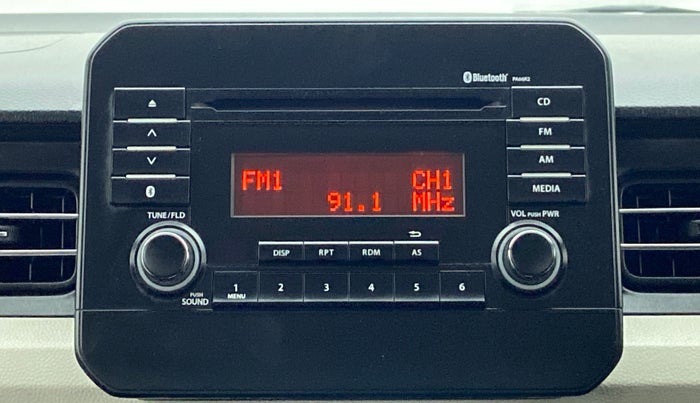 Bluetooth PA66R2
CD
FM
AM
MEDIA
FM1 CH1
91.1 MHz
TUNE/FLD
VOL PUSH PWR
DISP RPT RDM AS
PUSH
SOUND
1 2 3 4 5 6
MENU